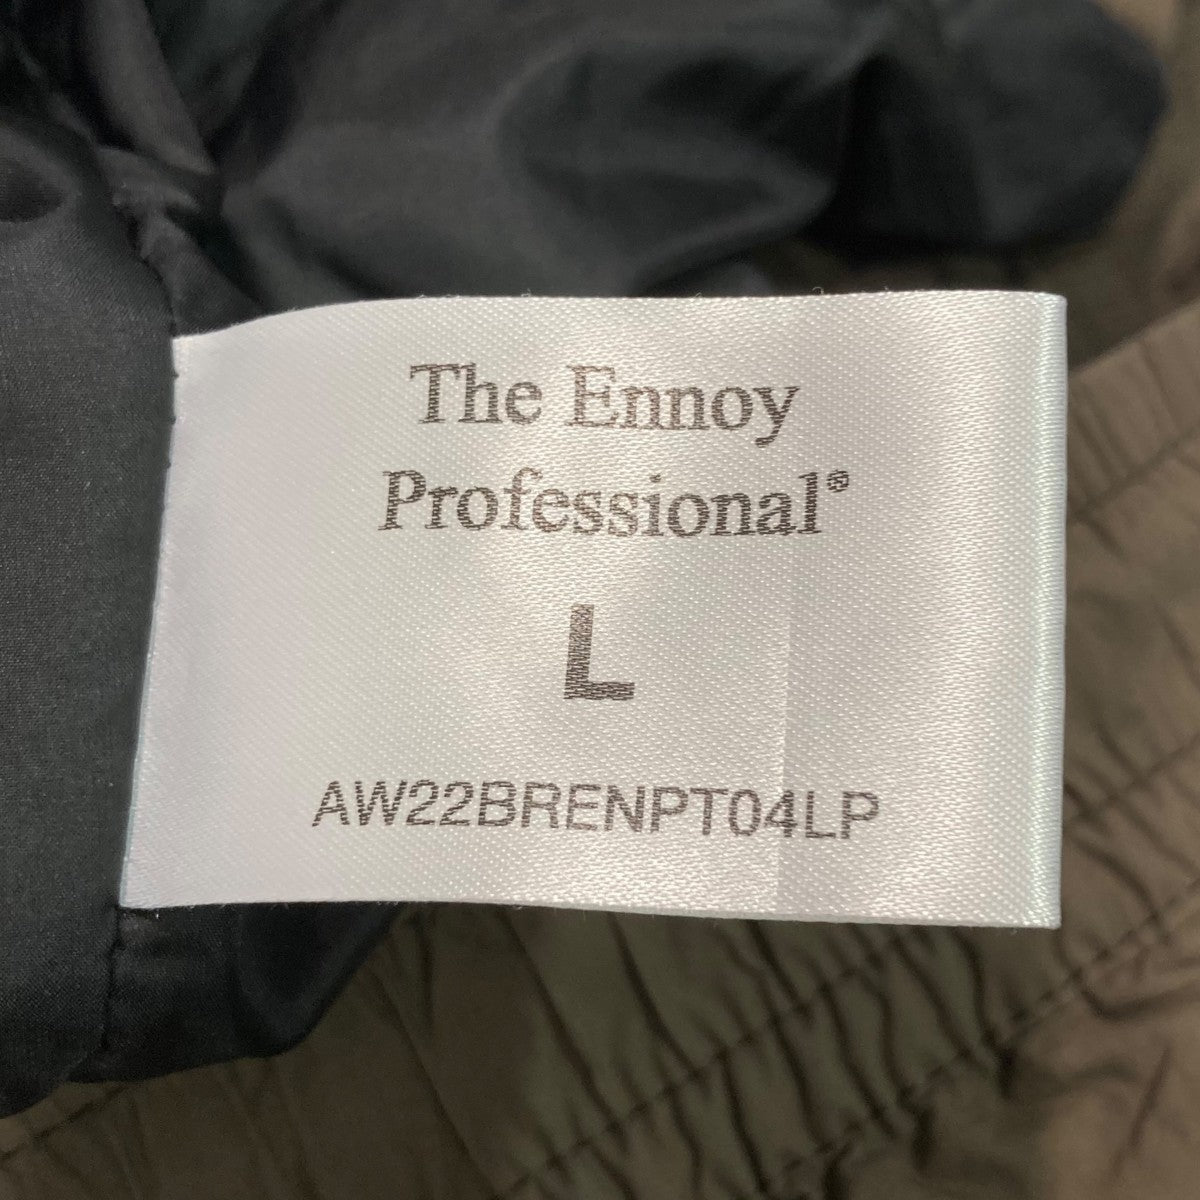 The Ennoy
Professional®
L
AW22BRENPT04LP